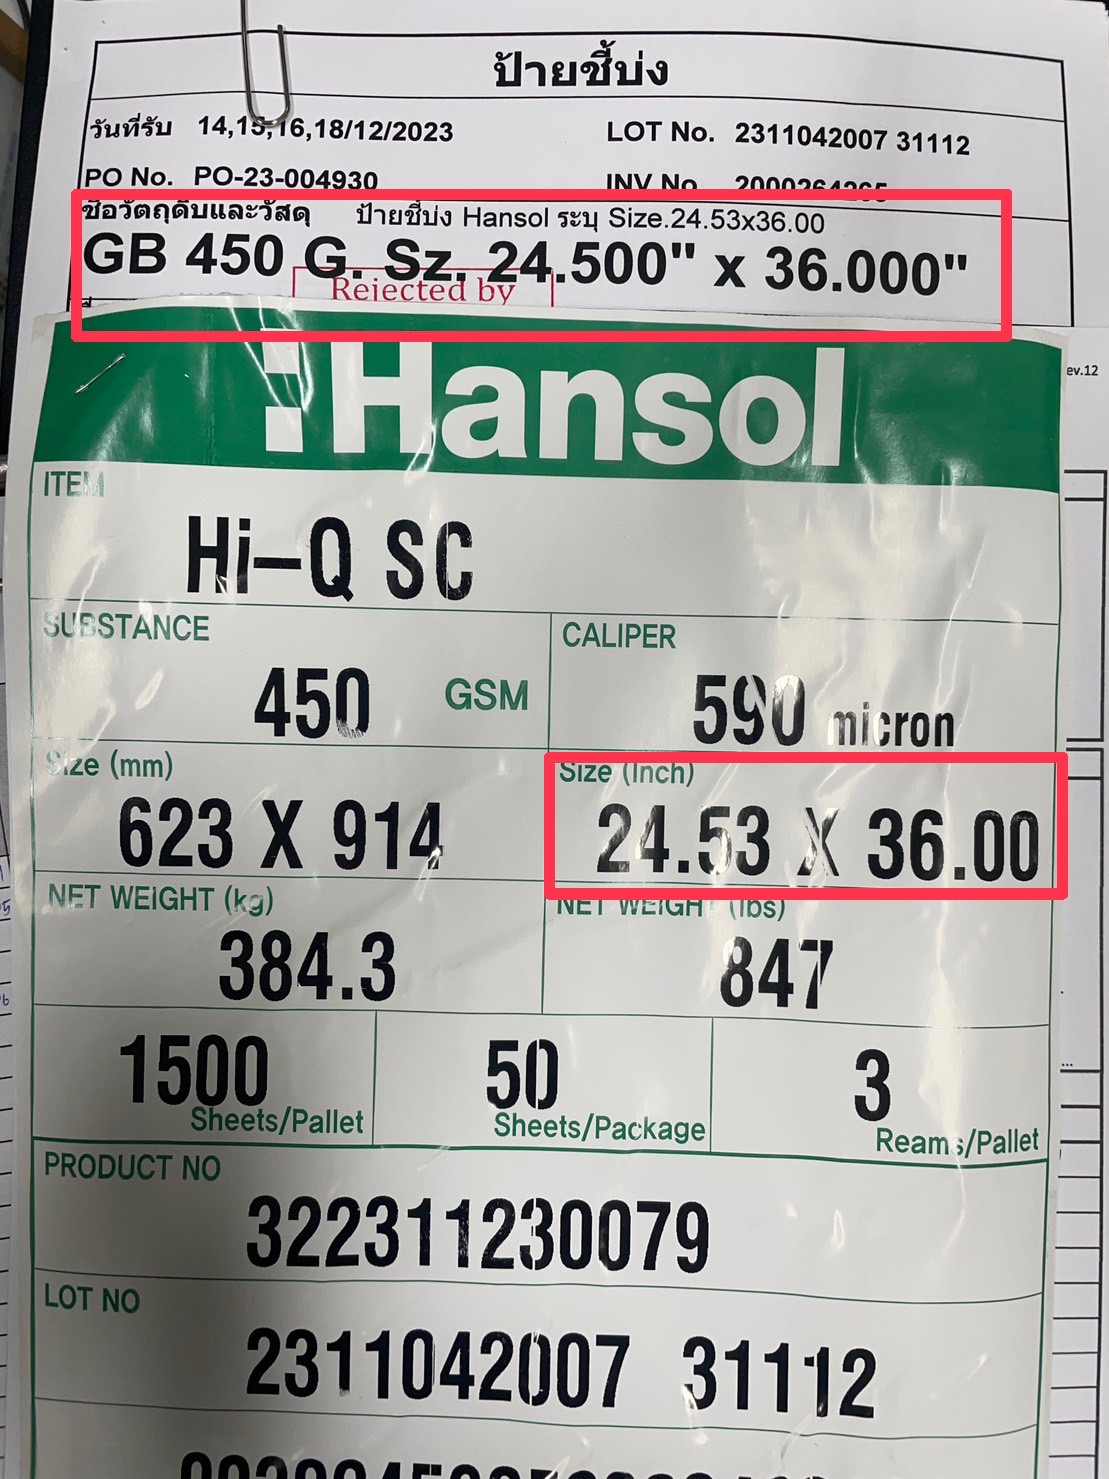 ป้ายชี้บ่ง
วันที่รับ 14,15,16,18/12/2023 LOT No. 2311042007 31112
PO No. PO-23-004930 INV No. 2000264265
ชื่อวัตถุดิบและวัสดุ ป้ายชี้บ่ง Hansol ระบุ Size.24.53x36.00
GB 450 G. Sz. 24.500" x 36.000"
Rejected by
ev.12
Hansol
ITEM
Hi-Q SC
SUBSTANCE CALIPER
450 GSM 590 micron
Size (mm) Size (Inch)
623 X 914 24.53 X 36.00
NET WEIGHT (kg) NET WEIGHT (lbs)
384.3 847
1500 50 3
Sheets/Pallet Sheets/Package Reams/Pallet
PRODUCT NO
322311230079
LOT NO
2311042007 31112